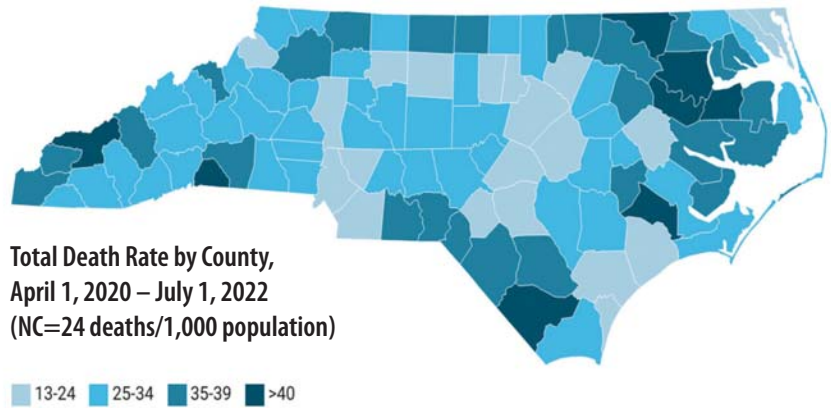 Total Death Rate by County,
April 1, 2020 – July 1, 2022
(NC=24 deaths/1,000 population)
13-24 25-34 35-39 >40